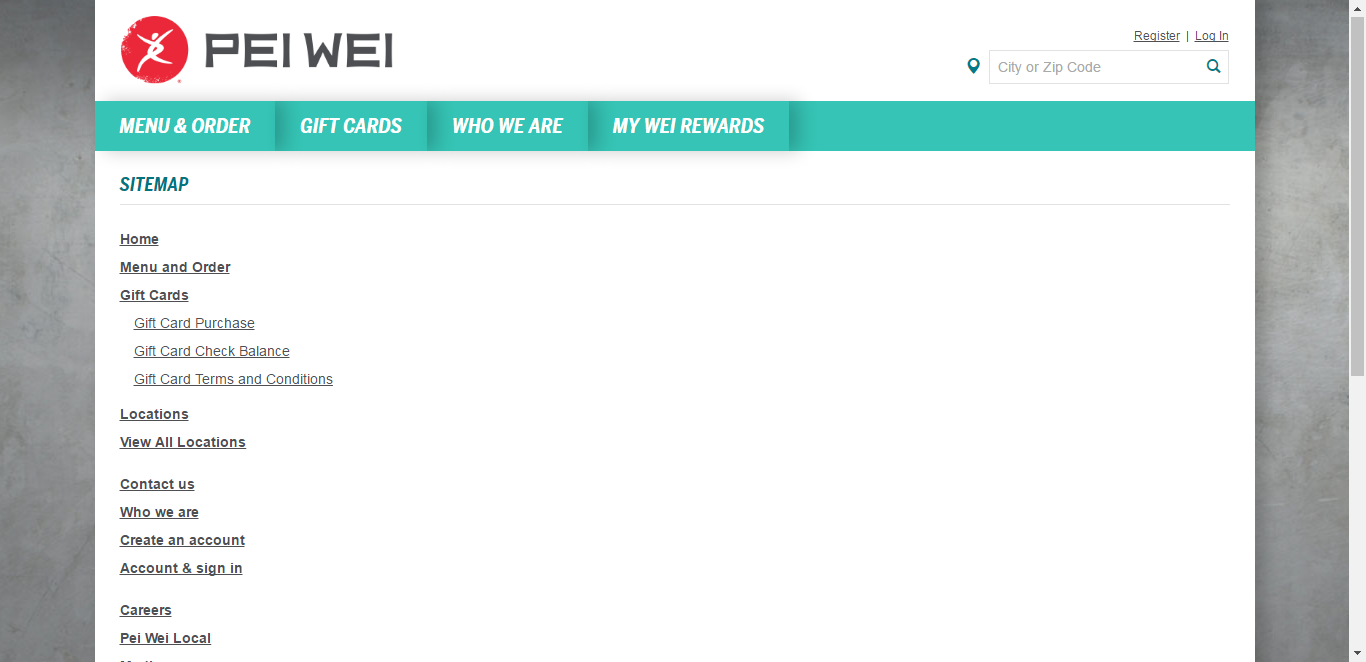 PEI WEI
Register | Log In
City or Zip Code
MENU & ORDER GIFT CARDS WHO WE ARE MY WEI REWARDS
SITEMAP
Home
Menu and Order
Gift Cards
Gift Card Purchase
Gift Card Check Balance
Gift Card Terms and Conditions
Locations
View All Locations
Contact us
Who we are
Create an account
Account & sign in
Careers
Pei Wei Local